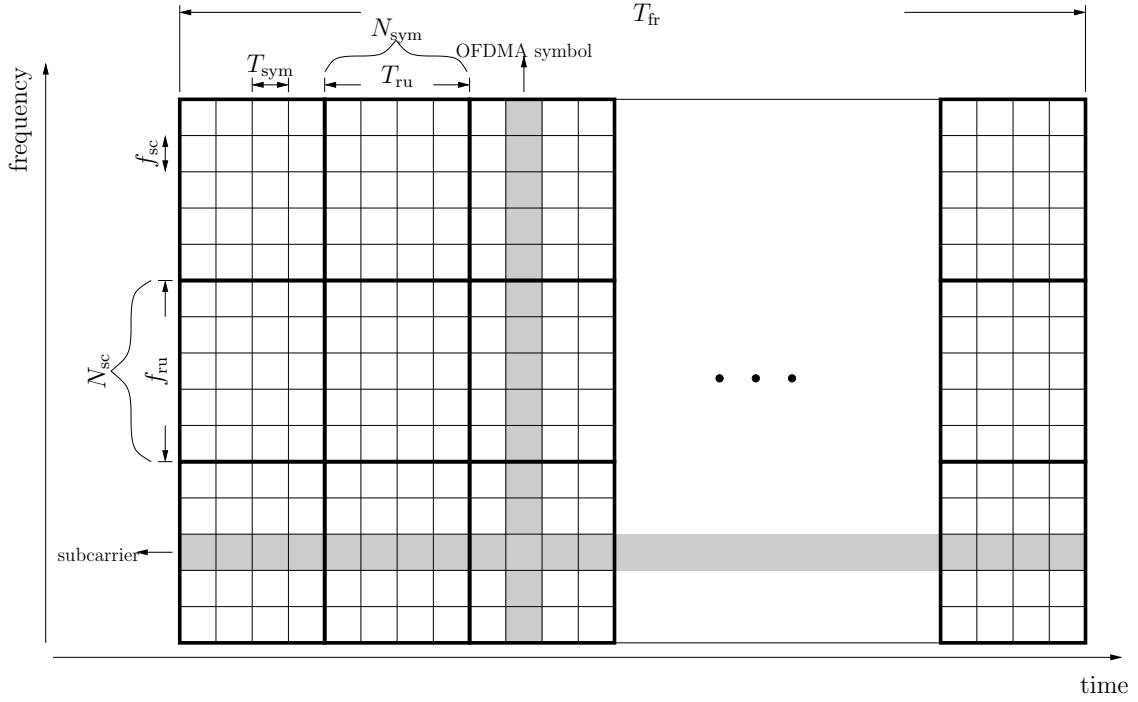 T_fr
N_sym
OFDMA symbol
T_sym
T_ru
frequency
f_sc
N_sc
f_ru
subcarrier
time